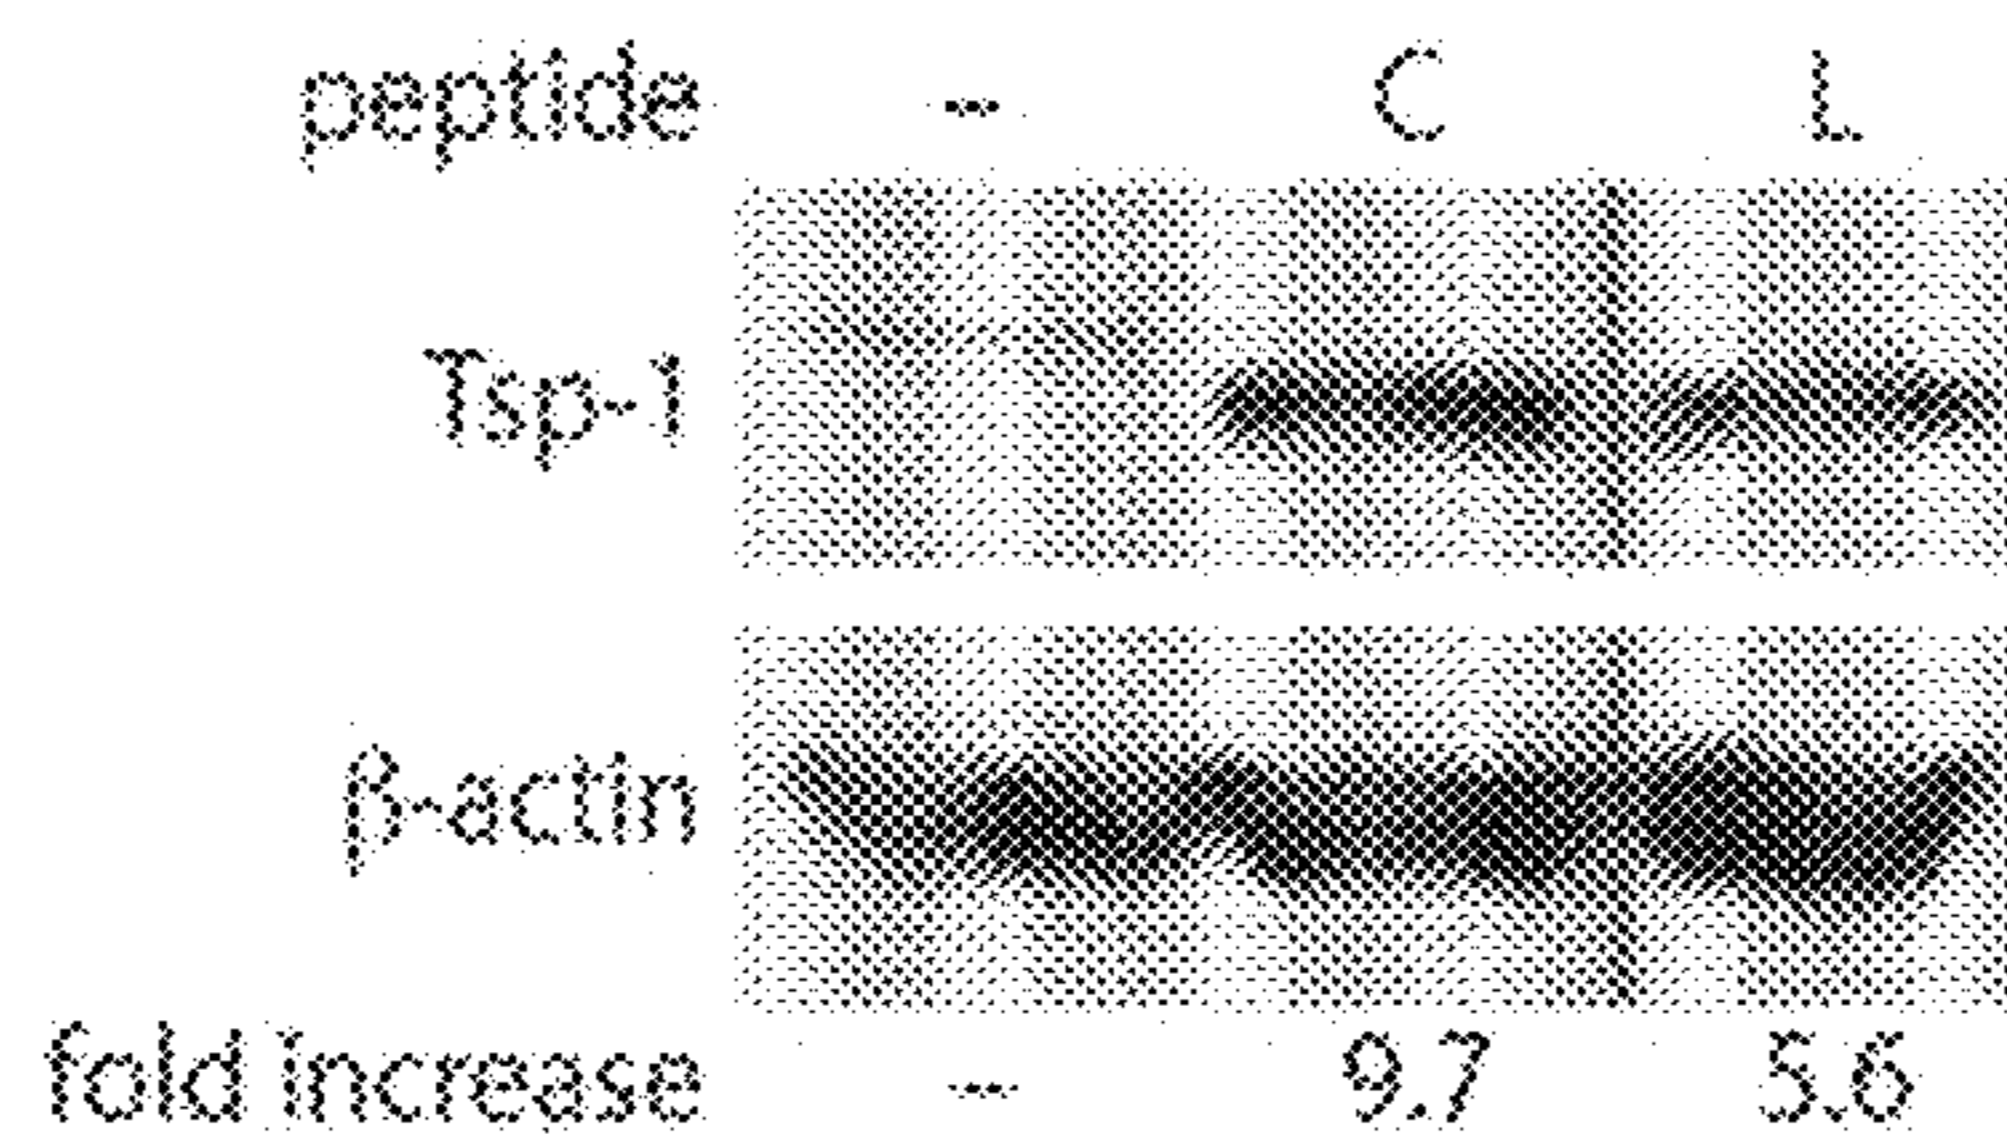 peptide - C L
Tsp-1
β-actin
fold increase - 9.7 5.6